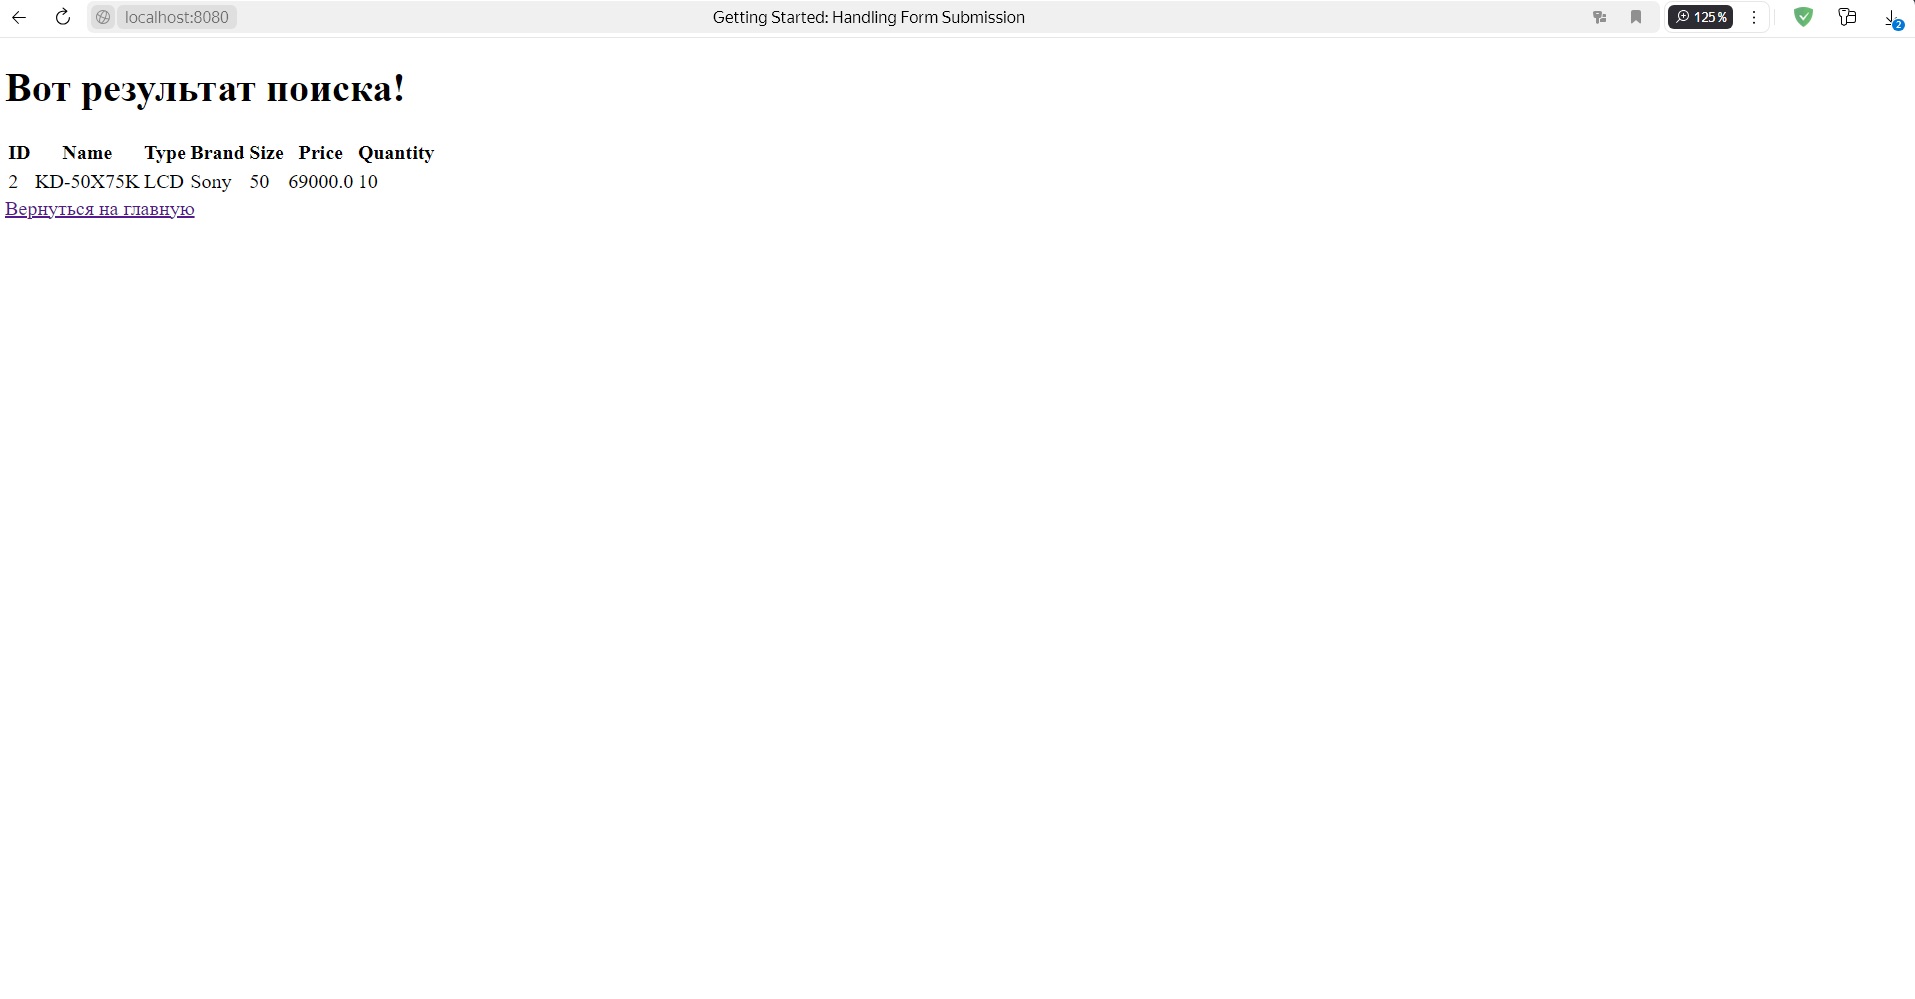 localhost:8080 Getting Started: Handling Form Submission 125% 2
Вот результат поиска!
ID Name Type Brand Size Price Quantity
2 KD-50X75K LCD Sony 50 69000.0 10
Вернуться на главную